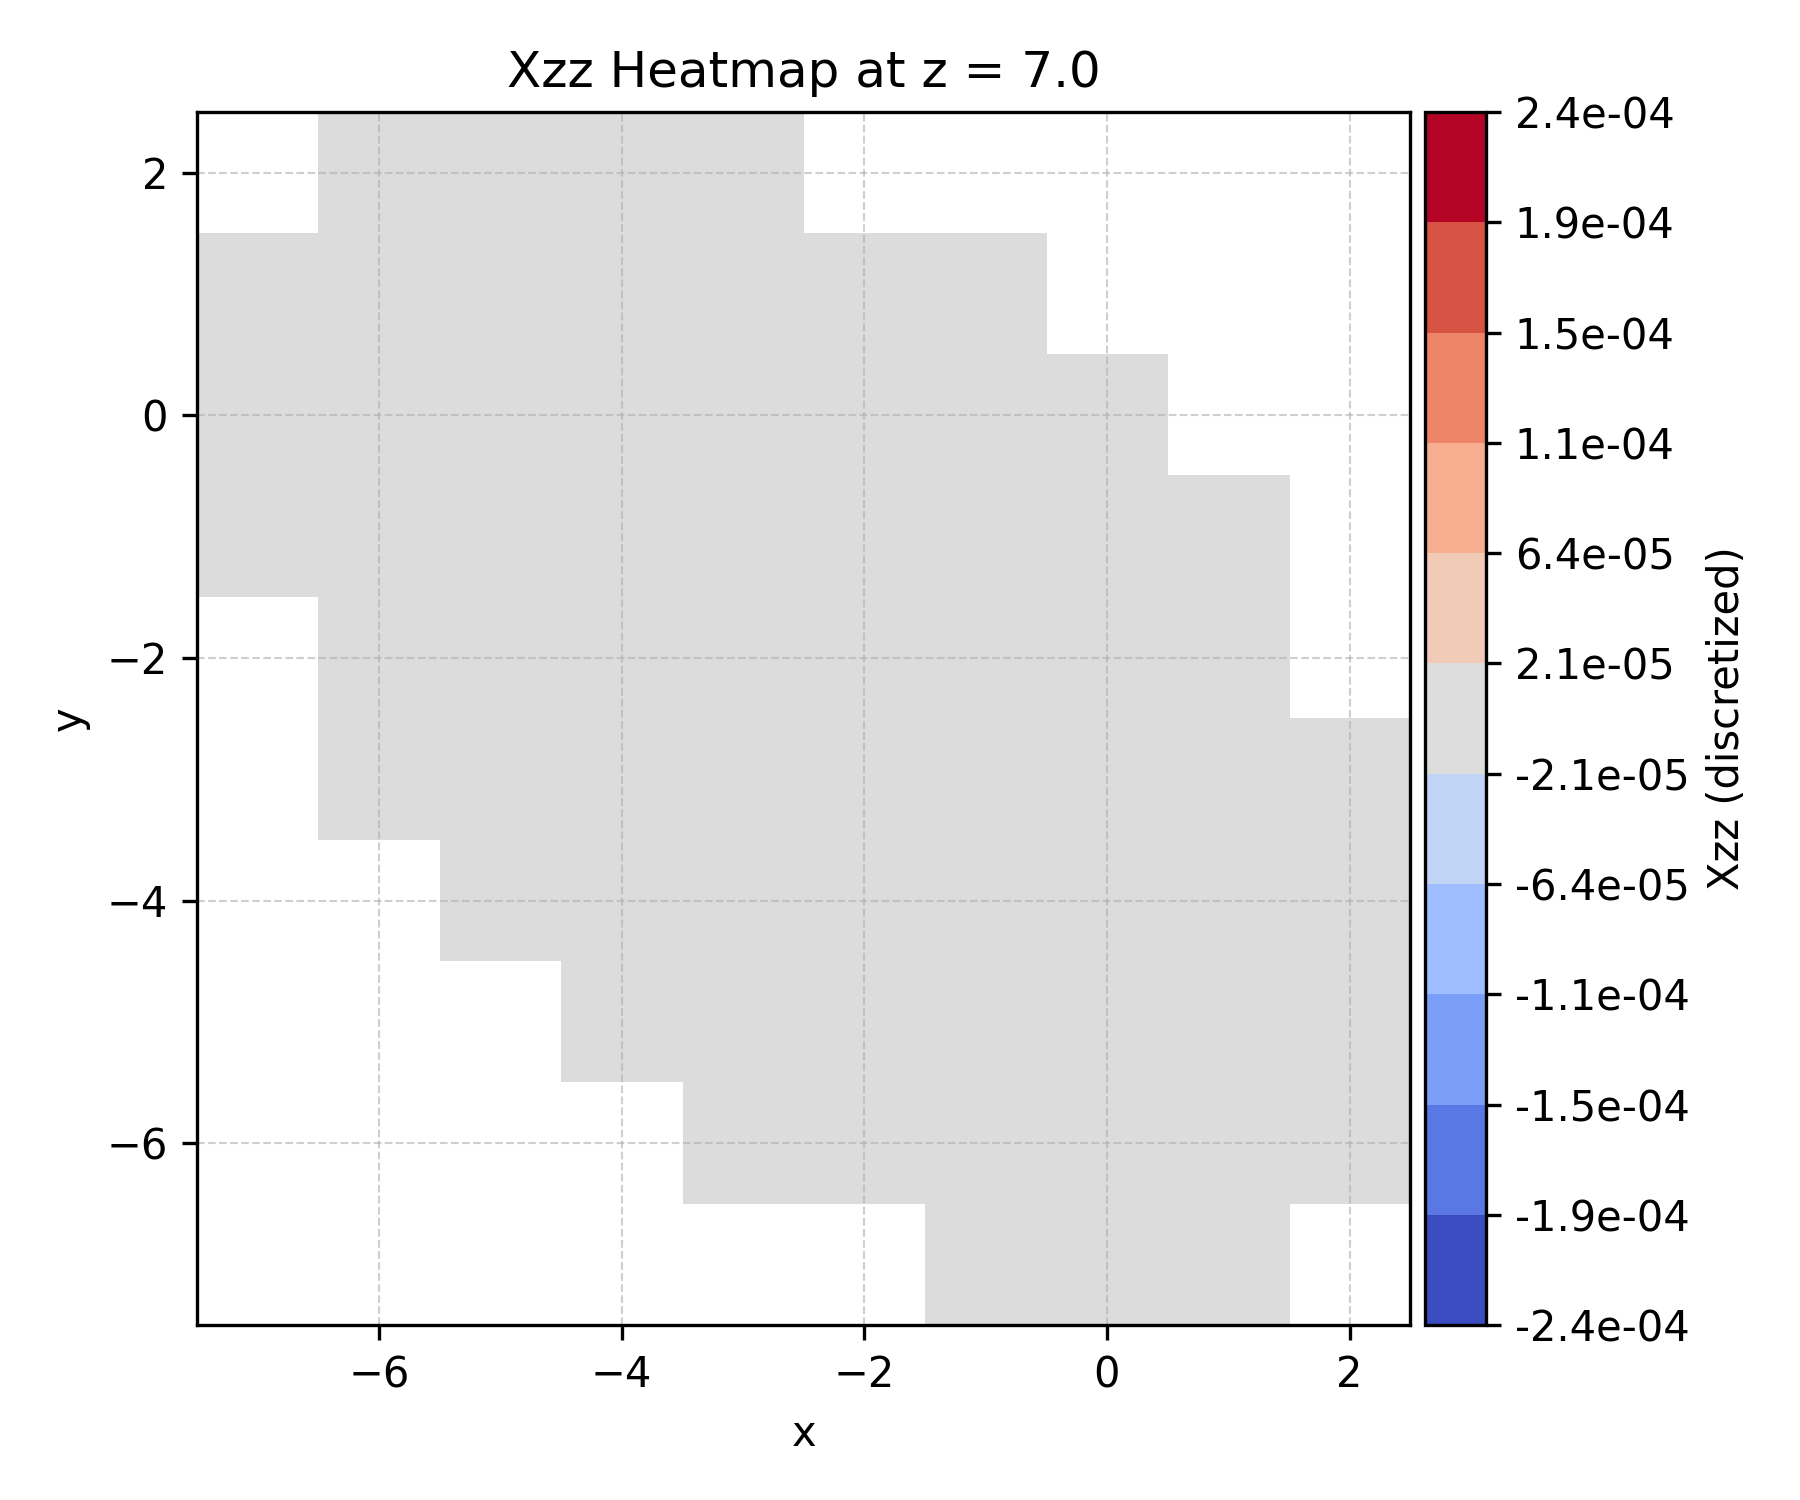 Xzz Heatmap at z = 7.0
2
0
−2
−4
−6
y
−6
−4
−2
0
2
x
2.4e-04
1.9e-04
1.5e-04
1.1e-04
6.4e-05
2.1e-05
-2.1e-05
-6.4e-05
-1.1e-04
-1.5e-04
-1.9e-04
-2.4e-04
Xzz (discretized)